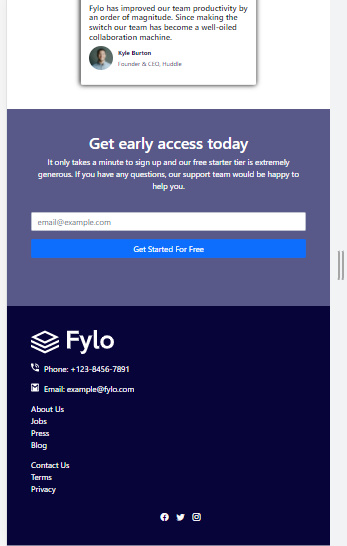 Fylo has improved our team productivity by
an order of magnitude. Since making the
switch our team has become a well-oiled
collaboration machine.
Kyle Burton
Founder & CEO, Huddle
Get early access today
It only takes a minute to sign up and our free starter tier is extremely
generous. If you have any questions, our support team would be happy to
help you.
email@example.com
Get Started For Free
Fylo
Phone: +123-8456-7891
Email: example@fylo.com
About Us
Jobs
Press
Blog
Contact Us
Terms
Privacy